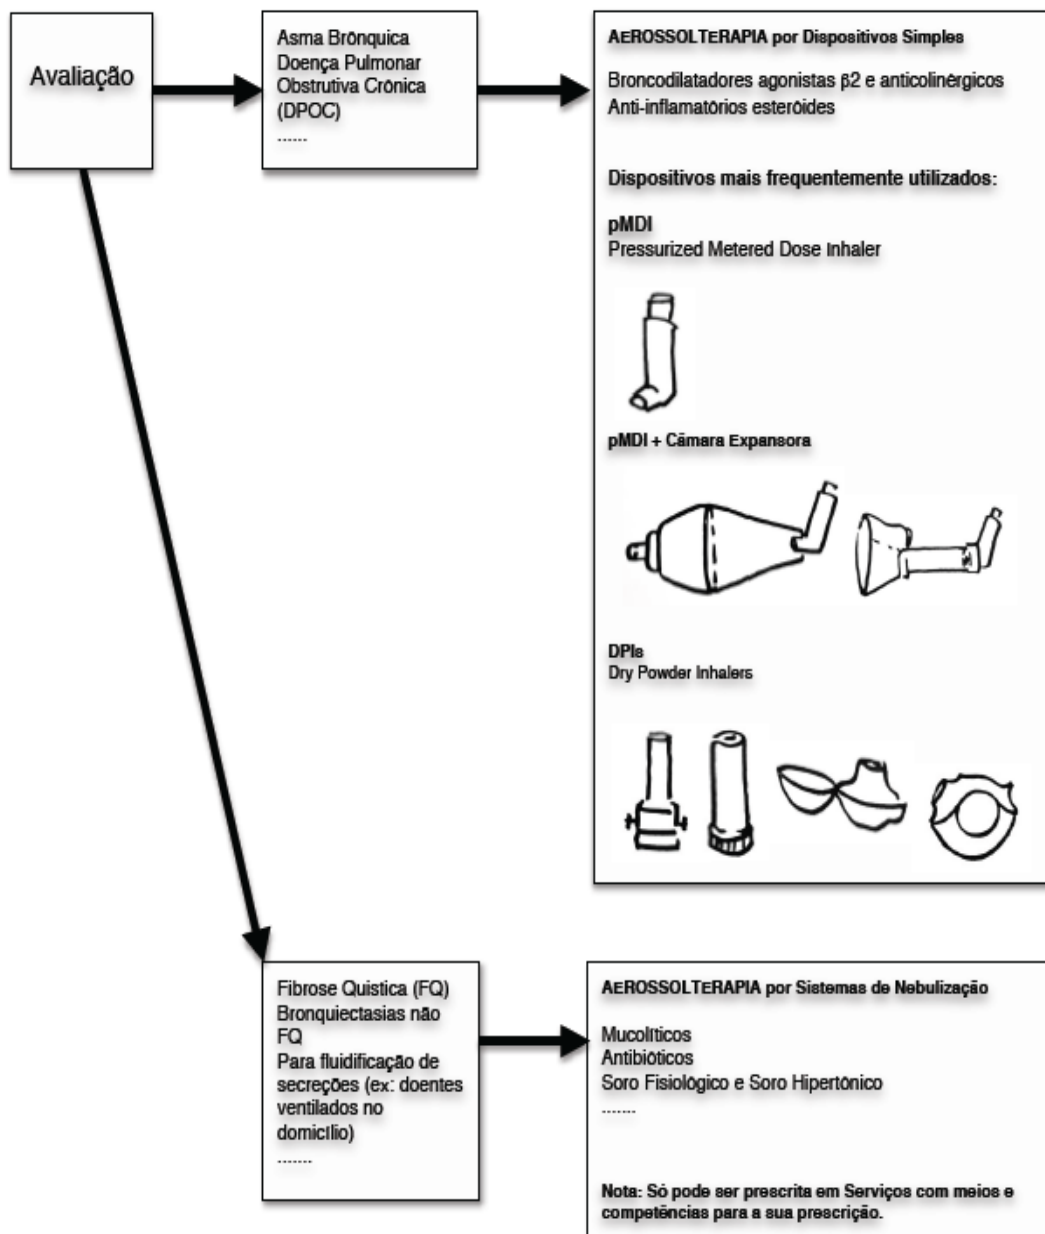 Avaliação
Asma Brônquica
Doença Pulmonar
Obstrutiva Crônica
(DPOC)
......
AEROSSOLTERAPIA por Dispositivos Simples
Broncodilatadores agonistas β2 e anticolinérgicos
Anti-inflamatórios esteróides
Dispositivos mais frequentemente utilizados:
pMDI
Pressurized Metered Dose Inhaler
pMDI + Câmara Expansora
DPIs
Dry Powder Inhalers
Fibrose Quistica (FQ)
Bronquiectasias não
FQ
Para fluidificação de
secreções (ex: doentes
ventilados no
domicílio)
.......
AEROSSOLTERAPIA por Sistemas de Nebulização
Mucolíticos
Antibióticos
Soro Fisiológico e Soro Hipertônico
.......
Nota: Só pode ser prescrita em Serviços com meios e
competências para a sua prescrição.